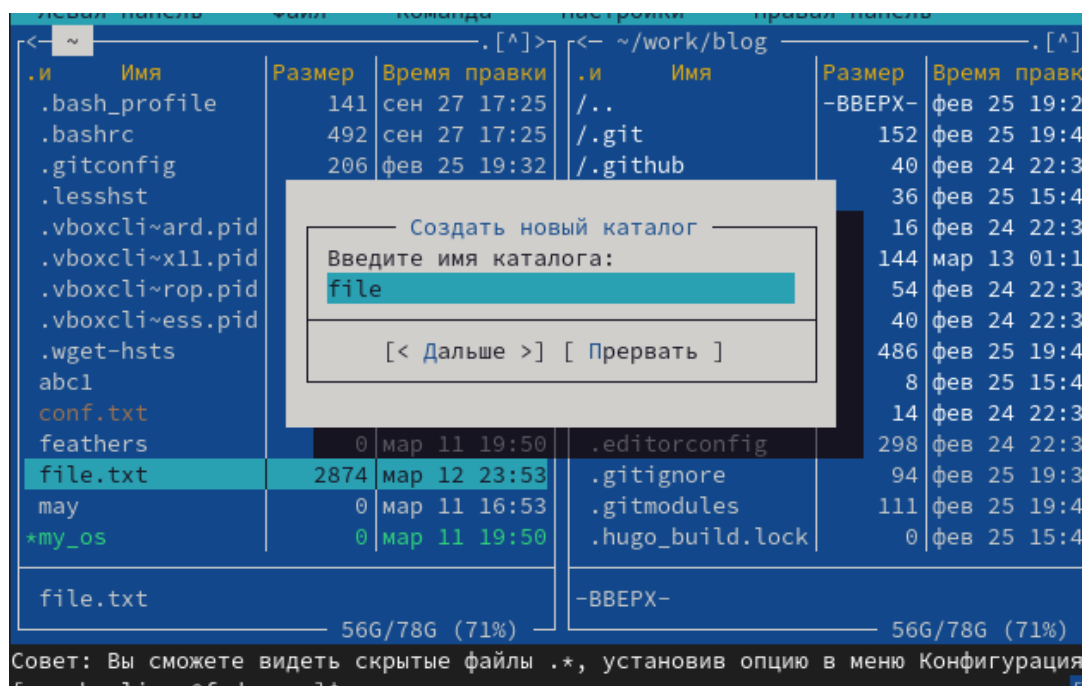 Левая панель Файл Команда Настройки Правая панель
<— ~ .[^]>
<— ~/work/blog .[^]
.и Имя Размер Время правки .и Имя Размер Время правк
.bash_profile 141 сен 27 17:25 /.. -ВВЕРХ- фев 25 19:2
.bashrc 492 сен 27 17:25 /.git 152 фев 25 19:4
.gitconfig 206 фев 25 19:32 /.github 40 фев 24 22:3
.lesshst 36 фев 25 15:4
.vboxcli~ard.pid Создать новый каталог 16 фев 24 22:3
.vboxcli~x11.pid Введите имя каталога: 144 мар 13 01:1
.vboxcli~rop.pid file 54 фев 24 22:3
.vboxcli~ess.pid 40 фев 24 22:3
.wget-hsts [< Дальше >] [ Прервать ] 486 фев 25 19:4
abc1 8 фев 25 15:4
conf.txt 14 фев 24 22:3
feathers 0 мар 11 19:50 .editorconfig 298 фев 24 22:3
file.txt 2874 мар 12 23:53 .gitignore 94 фев 25 19:3
may 0 мар 11 16:53 .gitmodules 111 фев 25 19:4
*my_os 0 мар 11 19:50 .hugo_build.lock 0 фев 25 15:4
file.txt -ВВЕРХ-
56G/78G (71%) 56G/78G (71%)
Совет: Вы сможете видеть скрытые файлы .*, установив опцию в меню Конфигурация